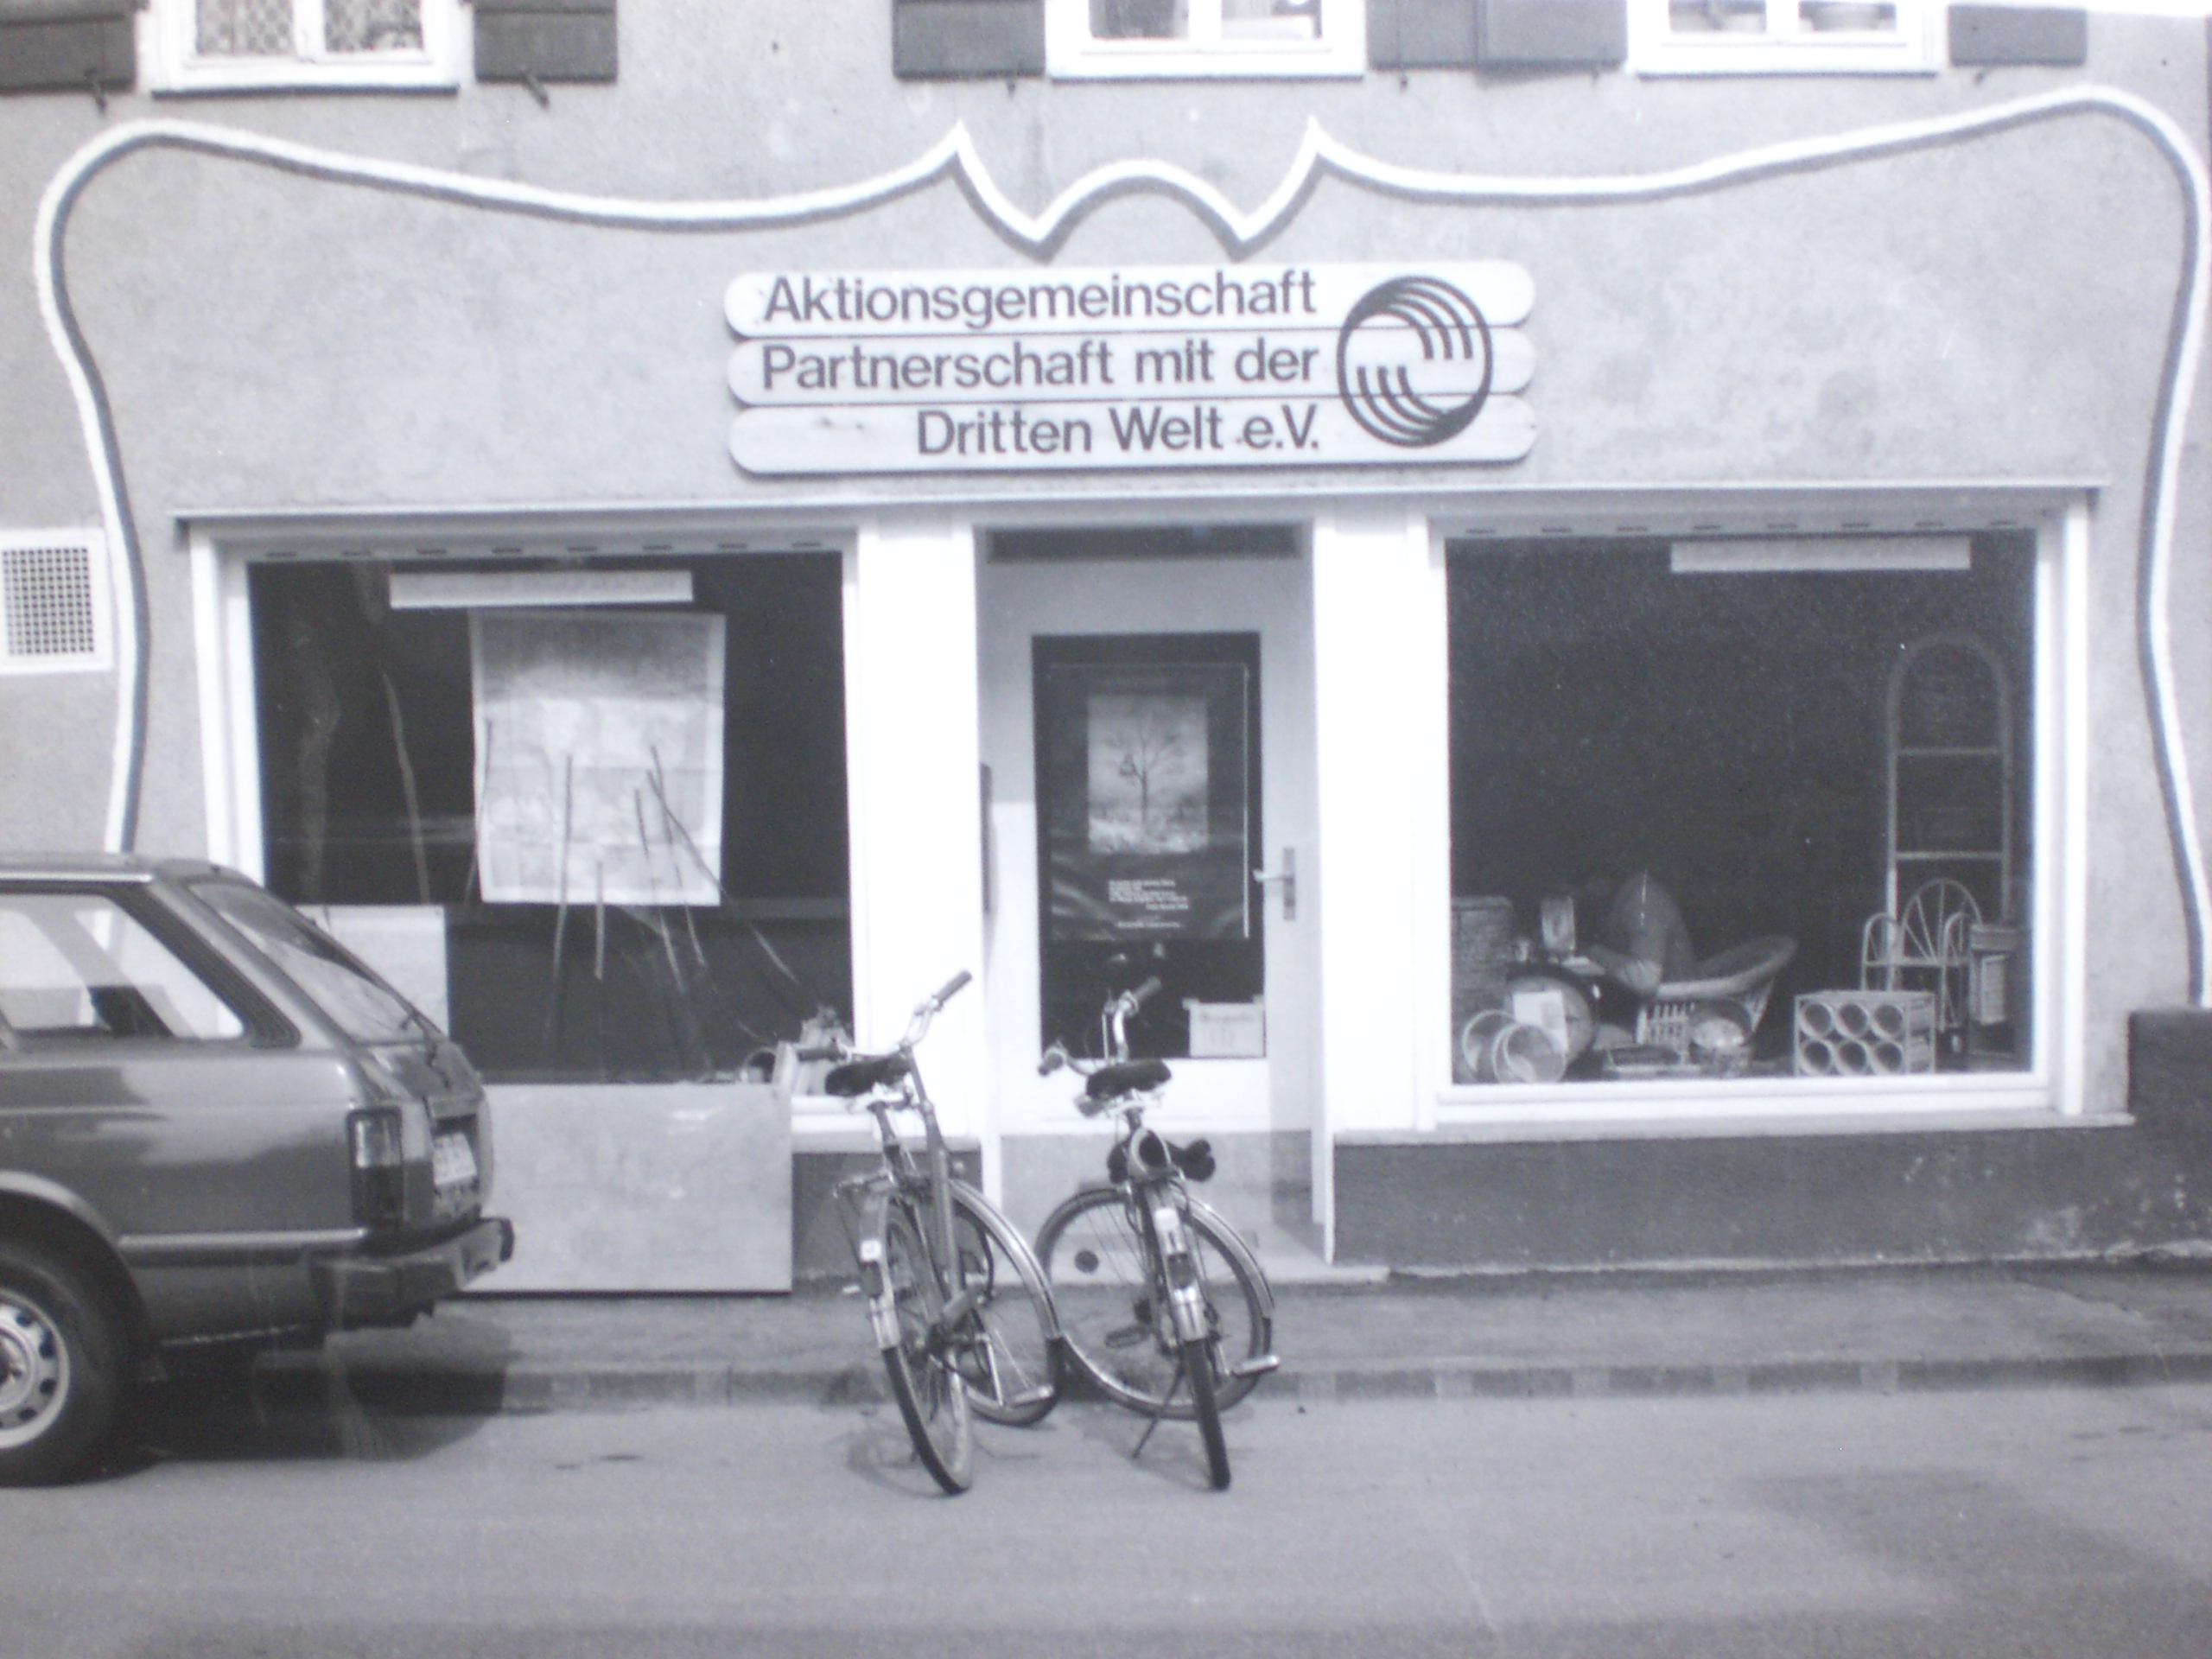 Aktionsgemeinschaft
Partnerschaft mit der
Dritten Welt e.V.